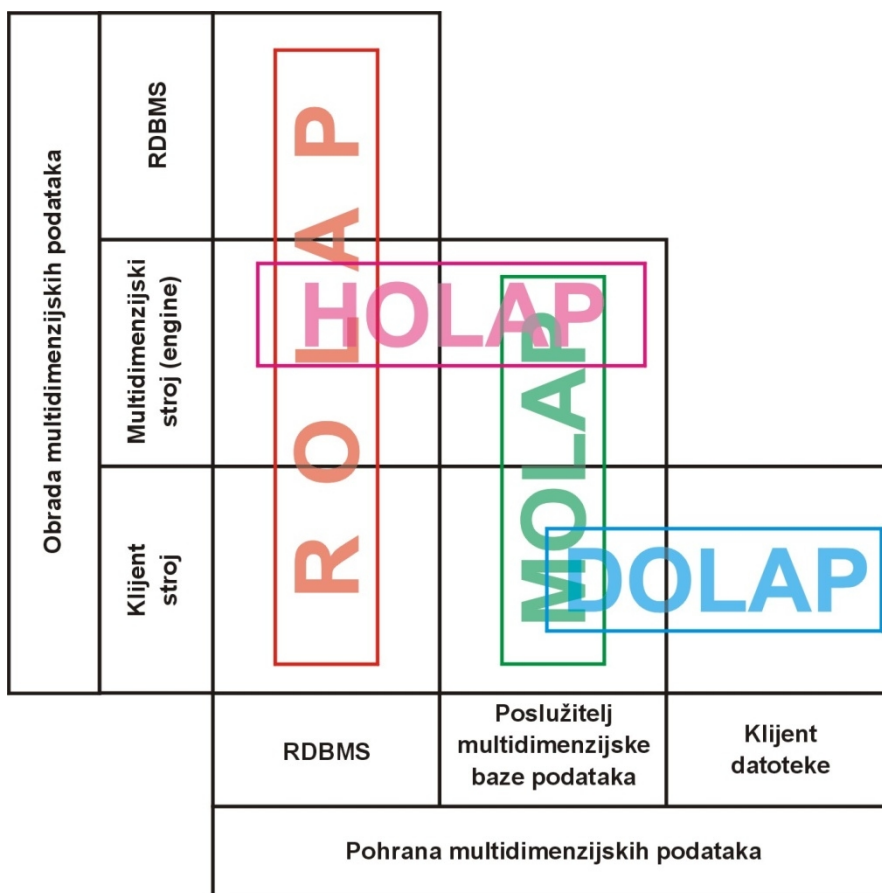 Obrada multidimenzijskih podataka
RDBMS
Multidimenzijski
stroj (engine)
Klijent
stroj
ROLAP
HOLAP
MOLAP
DOLAP
RDBMS
Poslužitelj
multidimenzijske
baze podataka
Klijent
datoteke
Pohrana multidimenzijskih podataka